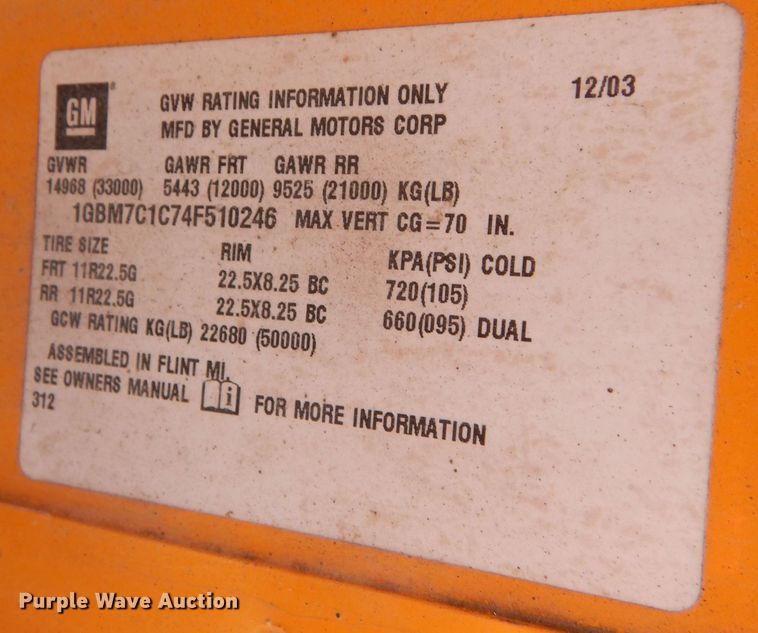 GM
GVW RATING INFORMATION ONLY 12/03
MFD BY GENERAL MOTORS CORP
GVWR GAWR FRT GAWR RR
14968 (33000) 5443 (12000) 9525 (21000) KG(LB)
1GBM7C1C74F510246 MAX VERT CG=70 IN.
TIRE SIZE RIM KPA(PSI) COLD
FRT 11R22.5G 22.5X8.25 BC 720(105)
RR 11R22.5G 22.5X8.25 BC 660(095) DUAL
GCW RATING KG(LB) 22680 (50000)
ASSEMBLED IN FLINT MI.
SEE OWNERS MANUAL i FOR MORE INFORMATION
312
Purple Wave Auction